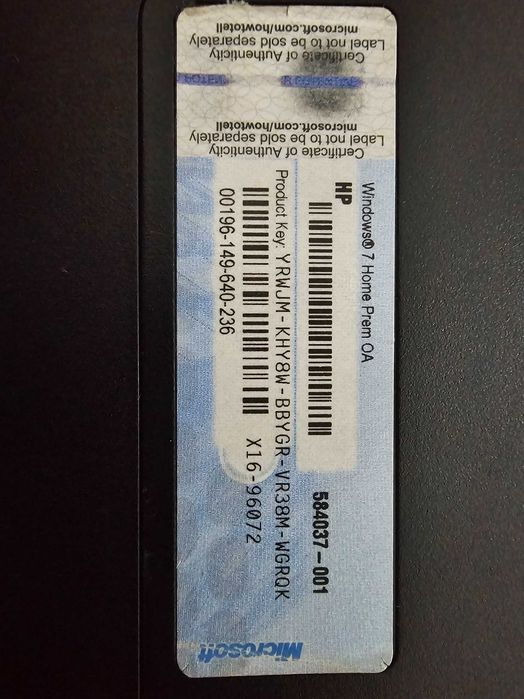 Certificate of Authenticity
Label not to be sold separately
microsoft.com/howtotell
Certificate of Authenticity
Label not to be sold separately
microsoft.com/howtotell
Windows® 7 Home Prem OA
HP
584037-001
Product Key: YRWJM-KHY8W-BBYGR-VR38M-WGRQK
X16-96072
00196-149-640-236
Microsoft